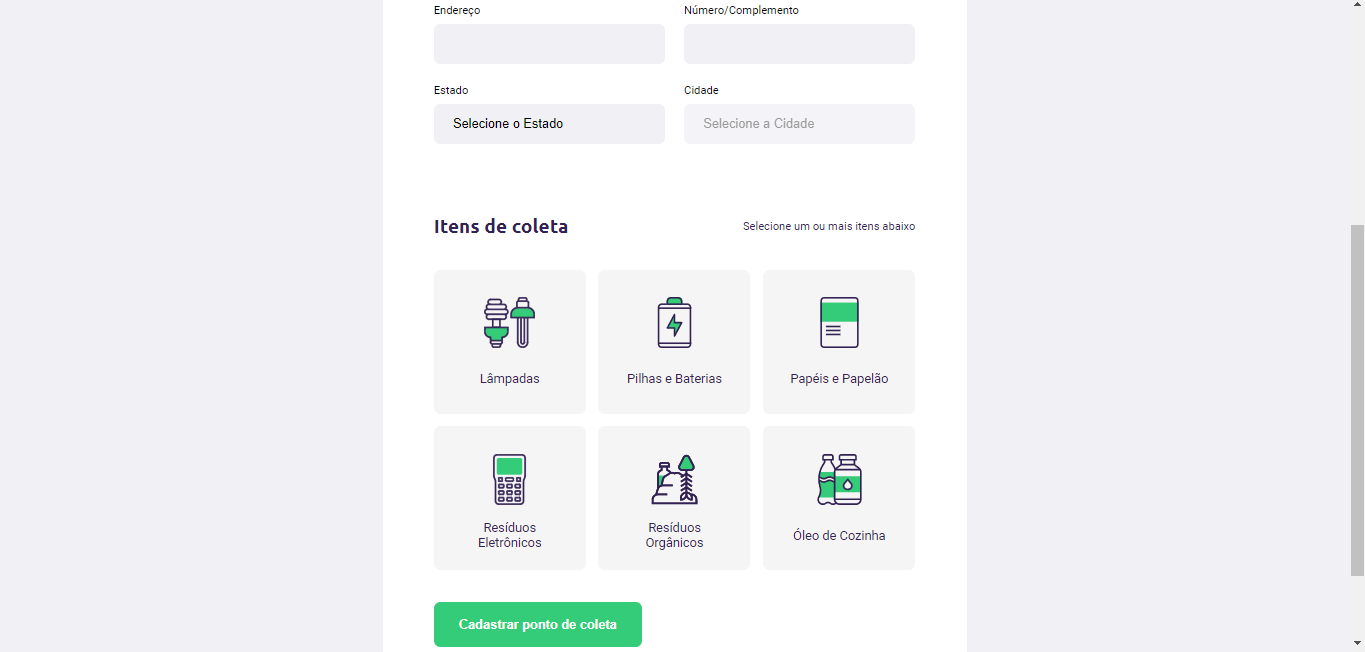 Endereço
Número/Complemento
Estado
Cidade
Selecione o Estado
Selecione a Cidade
Itens de coleta
Selecione um ou mais itens abaixo
Lâmpadas
Pilhas e Baterias
Papéis e Papelão
Resíduos
Eletrônicos
Resíduos
Orgânicos
Óleo de Cozinha
Cadastrar ponto de coleta